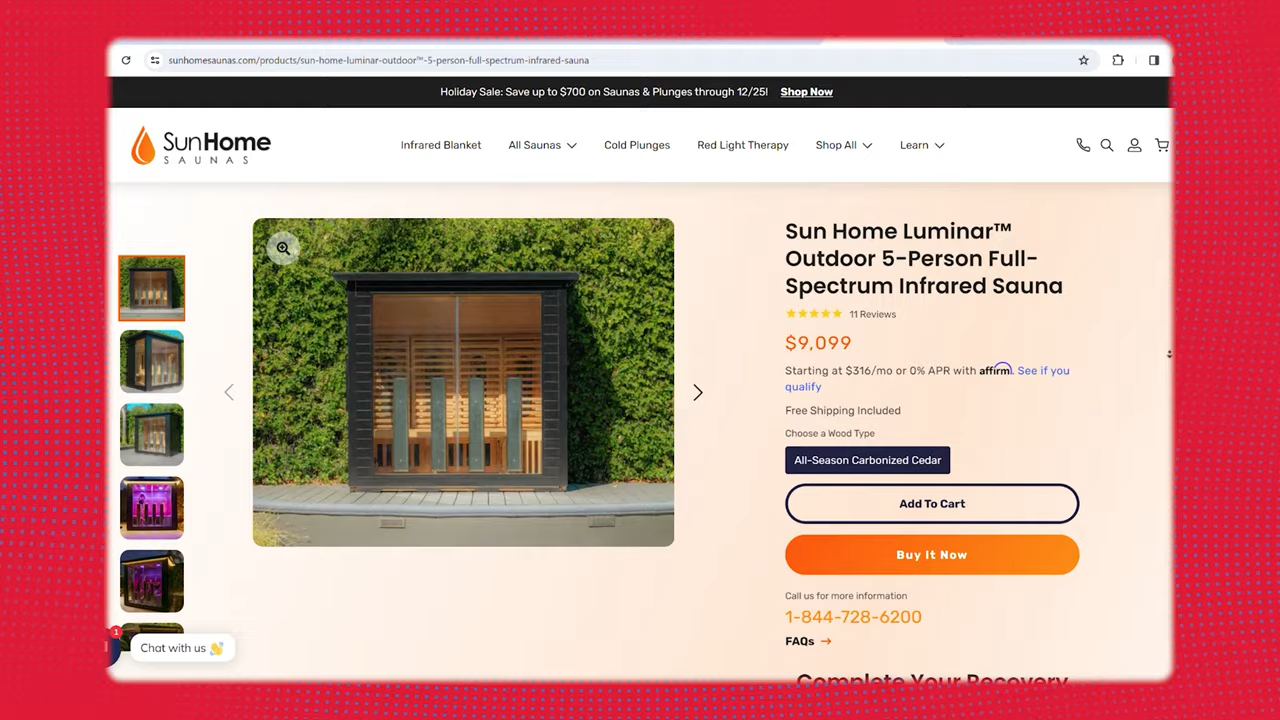 sunhomesaunas.com/products/sun-home-luminar-outdoor™-5-person-full-spectrum-infrared-sauna
Holiday Sale: Save up to $700 on Saunas & Plunges through 12/25! Shop Now
SunHome
SAUNAS
Infrared Blanket All Saunas Cold Plunges Red Light Therapy Shop All Learn
Sun Home Luminar™
Outdoor 5-Person Full-
Spectrum Infrared Sauna
11 Reviews
$9,099
Starting at $316/mo or 0% APR with affirm. See if you
qualify
Free Shipping Included
Choose a Wood Type
All-Season Carbonized Cedar
Add To Cart
Buy It Now
Call us for more information
1-844-728-6200
FAQs →
1
Chat with us 👋
Complete Your Recovery